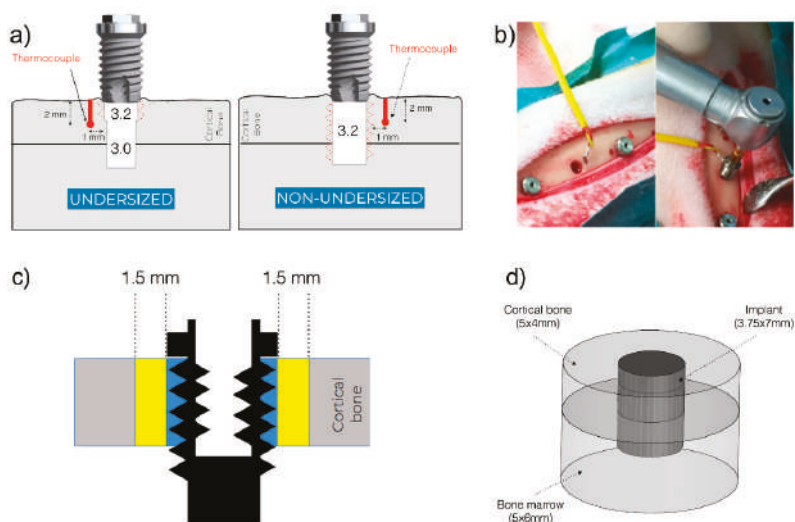 a)
Thermocouple
2 mm
1 mm
3.2
3.0
Cortical
Bone
UNDERSIZED
Cortical
Bone
Thermocouple
2 mm
1 mm
3.2
NON-UNDERSIZED
b)
c)
1.5 mm
1.5 mm
Cortical
bone
d)
Cortical bone
(5x4mm)
Implant
(3.75x7mm)
Bone marrow
(5x6mm)